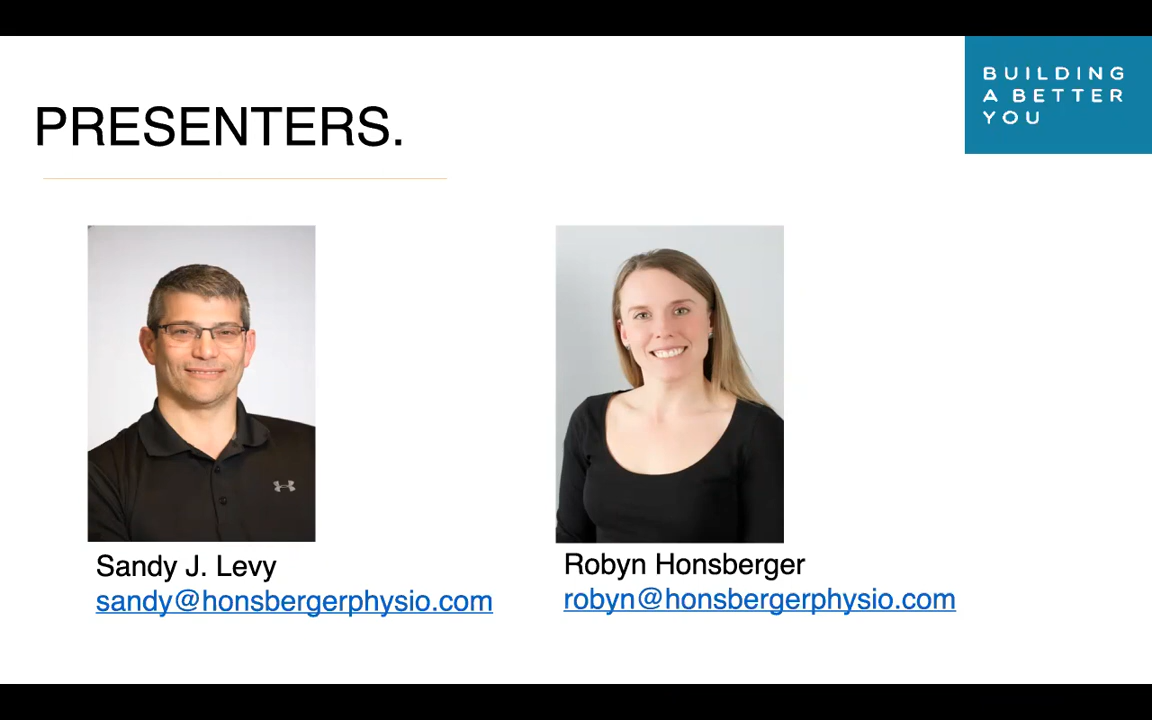 BUILDING
A BETTER
YOU
PRESENTERS.
Sandy J. Levy
sandy@honsbergerphysio.com
Robyn Honsberger
robyn@honsbergerphysio.com